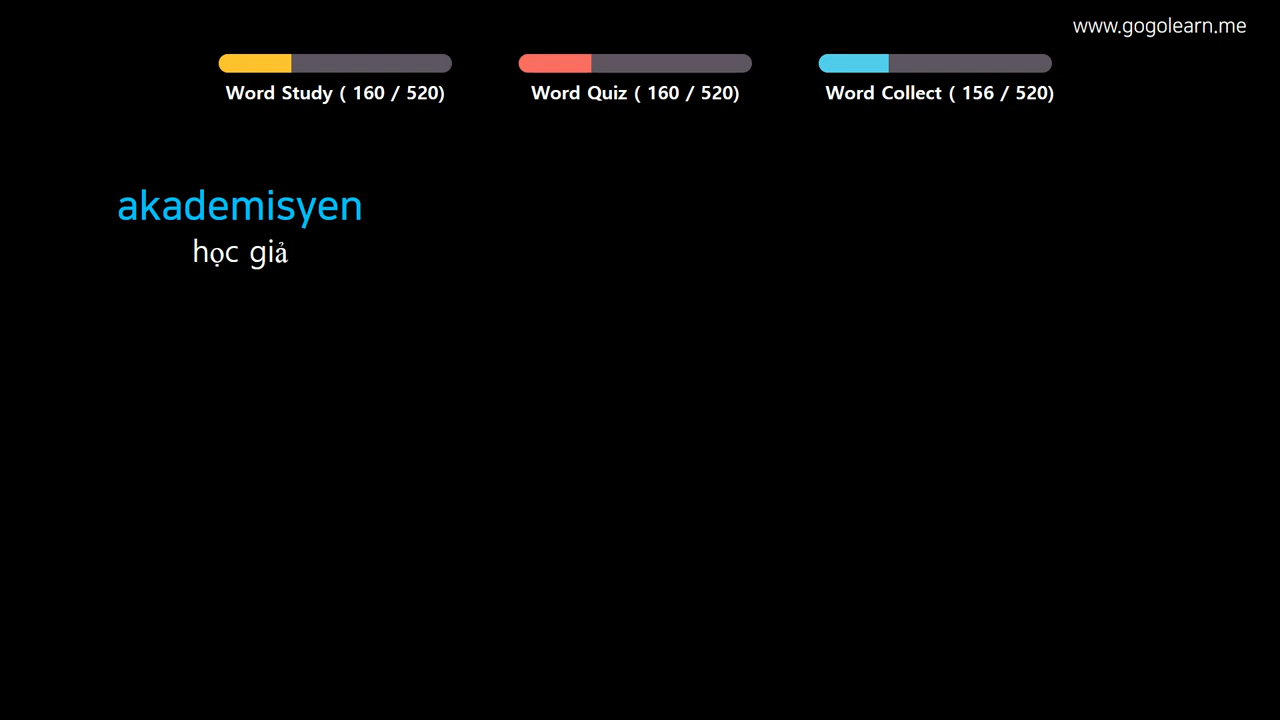 www.gogolearn.me
Word Study ( 160 / 520)
Word Quiz ( 160 / 520)
Word Collect ( 156 / 520)
akademisyen
học giả